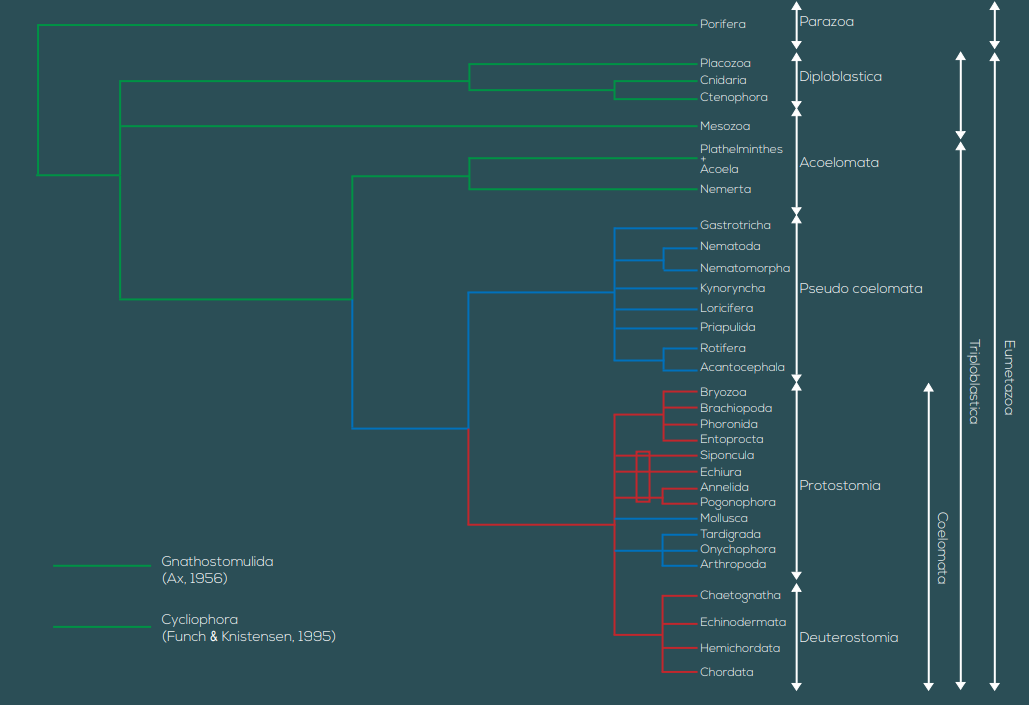 Porifera
Parazoa
Placozoa
Diploblastica
Cnidaria
Ctenophora
Mesozoa
Plathelminthes
+
Acoela
Acoelomata
Nemerta
Gastrotricha
Nematoda
Nematomorpha
Kynoryncha
Pseudo coelomata
Loricifera
Priapulida
Rotifera
Acantocephala
Triploblastica
Eumetazoa
Bryozoa
Brachiopoda
Phoronida
Entoprocta
Siponcula
Echiura
Annelida
Protostomia
Pogonophora
Mollusca
Tardigrada
Onychophora
Arthropoda
Coelomata
Chaetognatha
Echinodermata
Deuterostomia
Hemichordata
Chordata
Gnathostomulida
(Ax, 1956)
Cycliophora
(Funch & Knistensen, 1995)